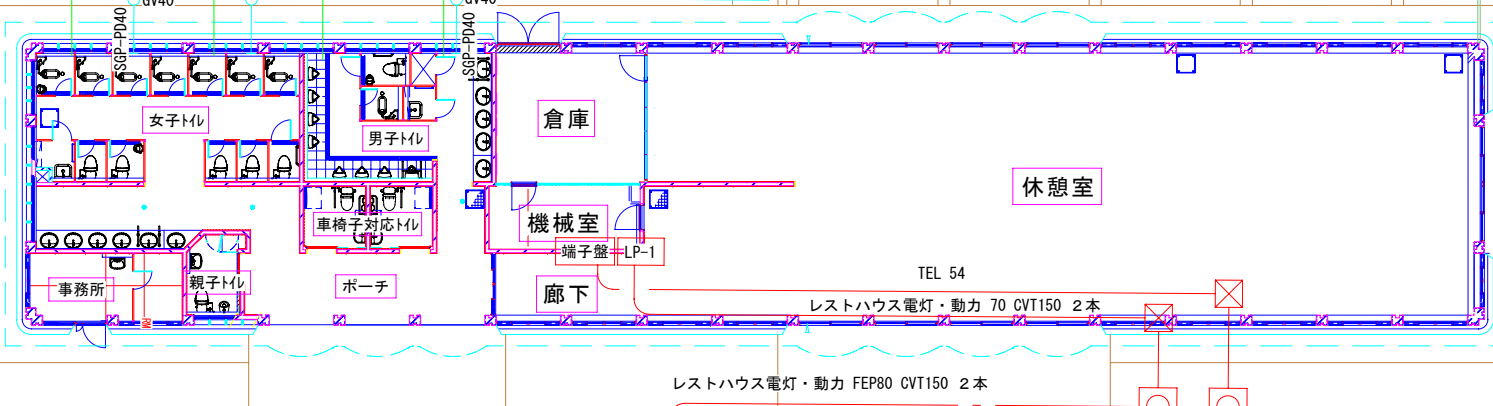 GV40
GV40
SGP-PD40
SGP-PD40
女子ﾄｲﾚ
男子ﾄｲﾚ
倉庫
休憩室
車椅子対応ﾄｲﾚ
機械室
端子盤
LP-1
事務所
親子ﾄｲﾚ
ポーチ
廊下
TEL 54
レストハウス電灯・動力 70 CVT150 2本
レストハウス電灯・動力 FEP80 CVT150 2本